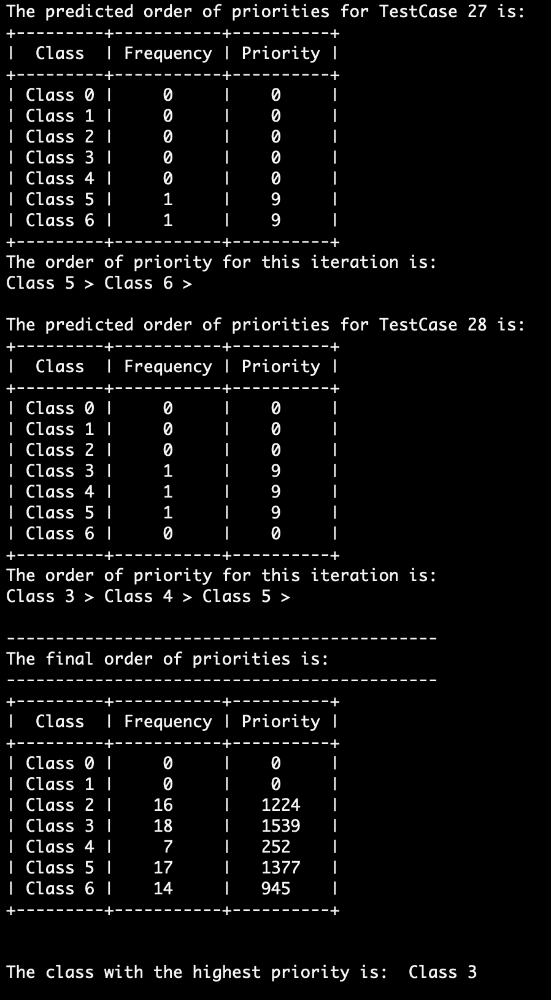 The predicted order of priorities for TestCase 27 is:
+---------+-----------+----------+
|  Class  | Frequency | Priority |
+---------+-----------+----------+
| Class 0 |     0     |    0     |
| Class 1 |     0     |    0     |
| Class 2 |     0     |    0     |
| Class 3 |     0     |    0     |
| Class 4 |     0     |    0     |
| Class 5 |     1     |    9     |
| Class 6 |     1     |    9     |
+---------+-----------+----------+
The order of priority for this iteration is:
Class 5 > Class 6 >

The predicted order of priorities for TestCase 28 is:
+---------+-----------+----------+
|  Class  | Frequency | Priority |
+---------+-----------+----------+
| Class 0 |     0     |    0     |
| Class 1 |     0     |    0     |
| Class 2 |     0     |    0     |
| Class 3 |     1     |    9     |
| Class 4 |     1     |    9     |
| Class 5 |     1     |    9     |
| Class 6 |     0     |    0     |
+---------+-----------+----------+
The order of priority for this iteration is:
Class 3 > Class 4 > Class 5 >

--------------------------------------------
The final order of priorities is:
--------------------------------------------
+---------+-----------+----------+
|  Class  | Frequency | Priority |
+---------+-----------+----------+
| Class 0 |     0     |    0     |
| Class 1 |     0     |    0     |
| Class 2 |    16     |   1224   |
| Class 3 |    18     |   1539   |
| Class 4 |     7     |   252    |
| Class 5 |    17     |   1377   |
| Class 6 |    14     |   945    |
+---------+-----------+----------+

The class with the highest priority is:  Class 3